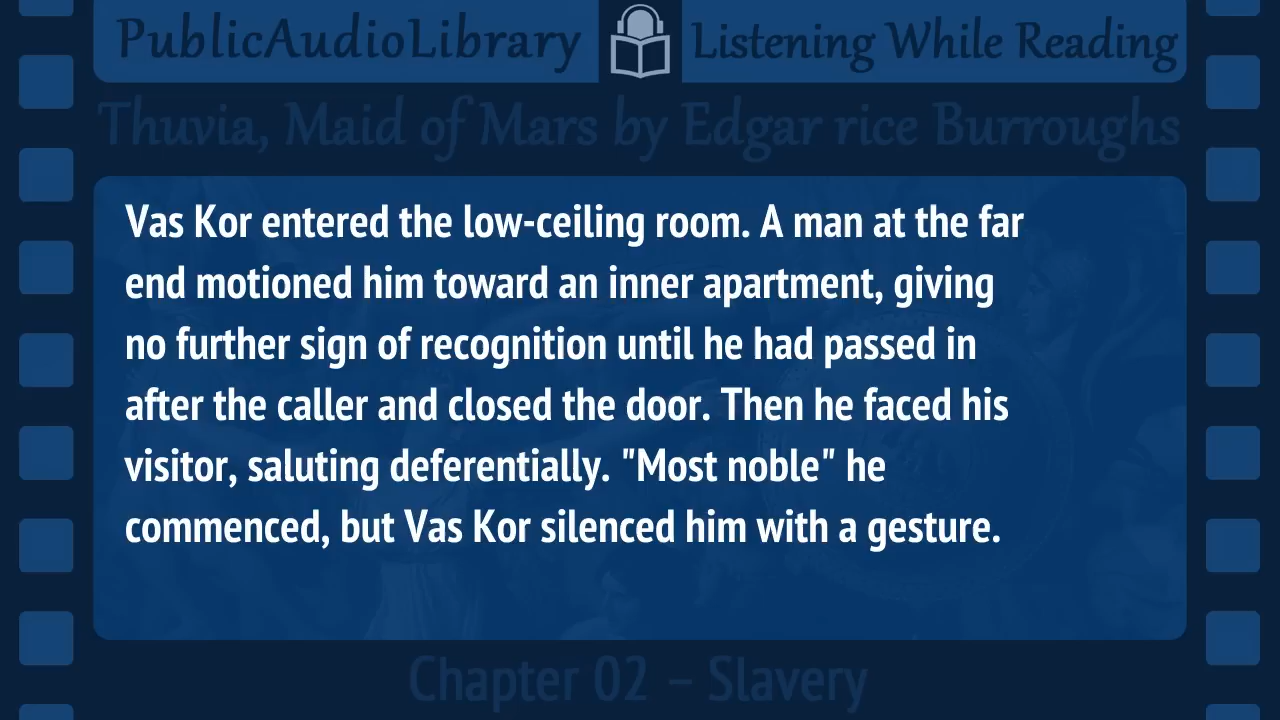 PublicAudioLibrary Listening While Reading
Thuvia, Maid of Mars by Edgar rice Burroughs
Vas Kor entered the low-ceiling room. A man at the far
end motioned him toward an inner apartment, giving
no further sign of recognition until he had passed in
after the caller and closed the door. Then he faced his
visitor, saluting deferentially. "Most noble" he
commenced, but Vas Kor silenced him with a gesture.
Chapter 02 – Slavery